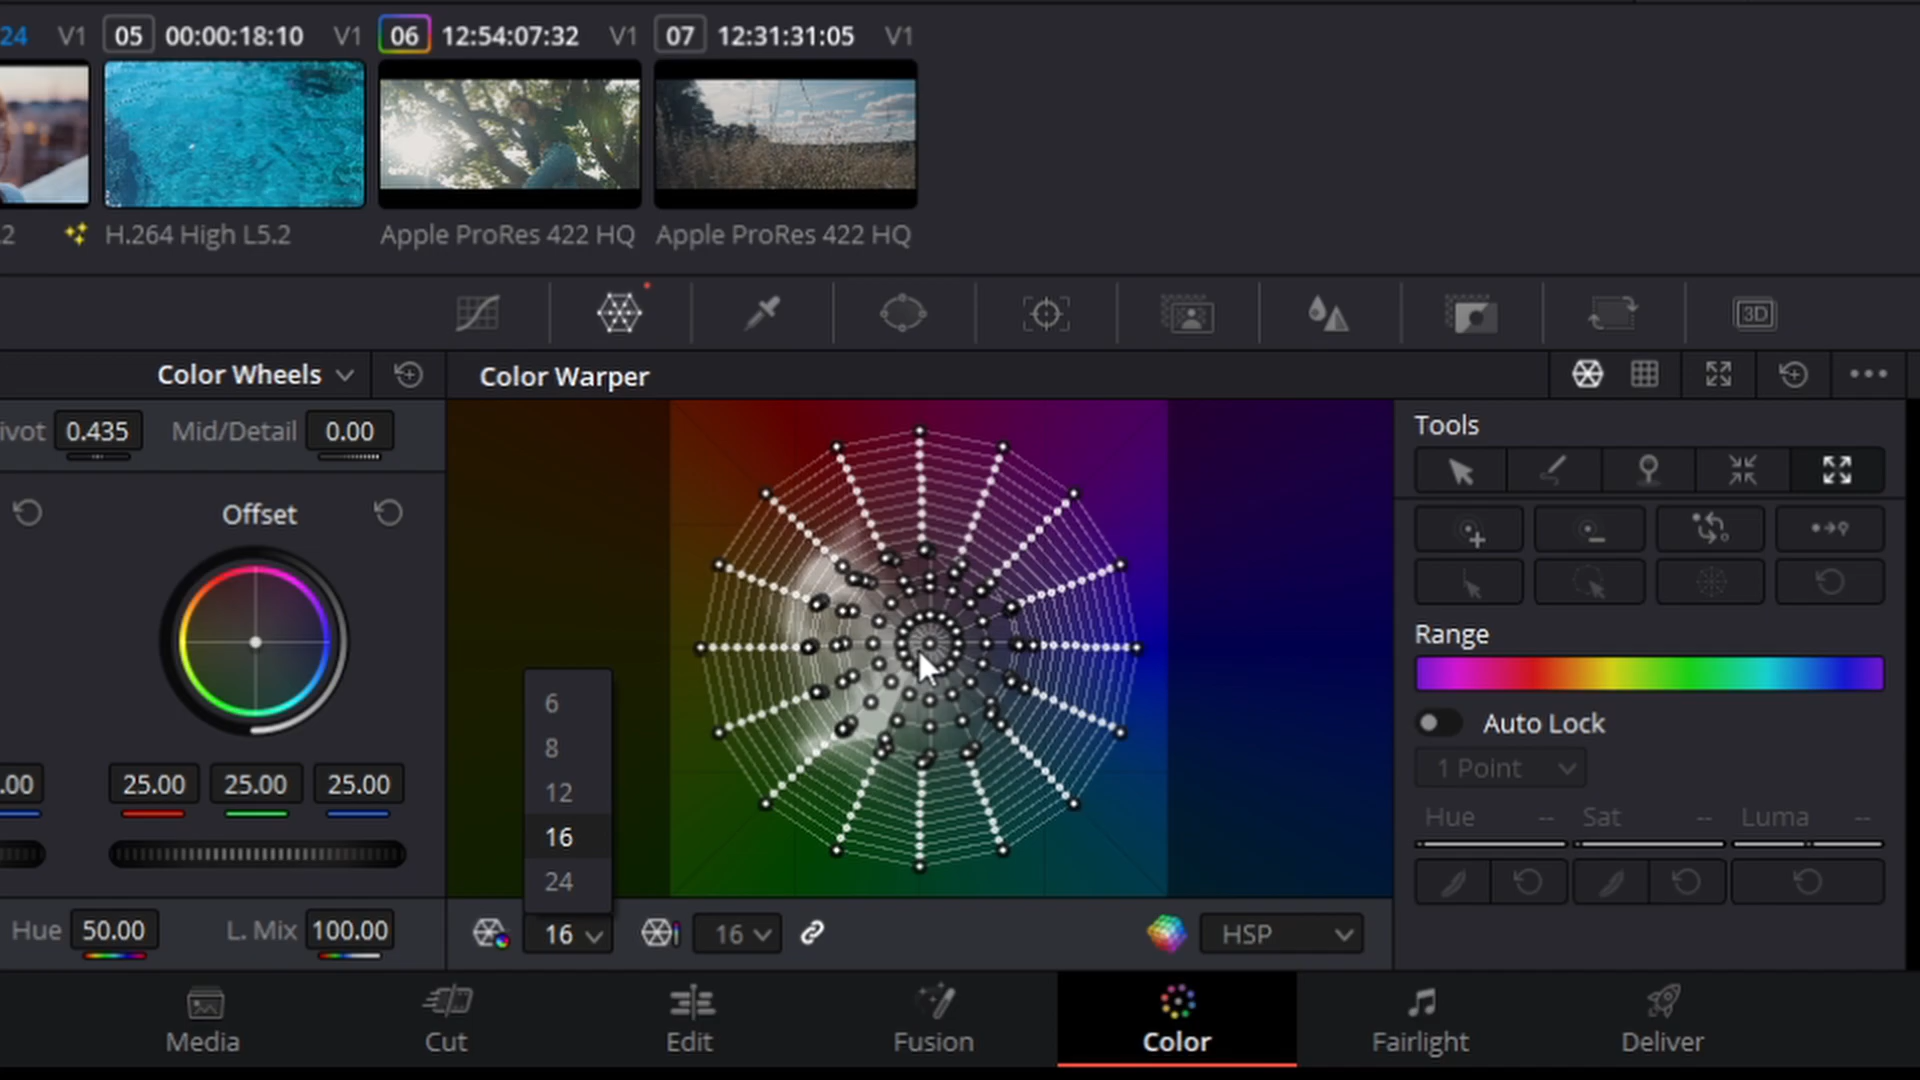 24 V1 05 00:00:18:10 V1 06 12:54:07:32 V1 07 12:31:31:05 V1
.2 H.264 High L5.2 Apple ProRes 422 HQ Apple ProRes 422 HQ
3D
Color Wheels
Color Warper
ivot 0.435 Mid/Detail 0.00
Tools
Offset
Range
Auto Lock
1 Point
Hue -- Sat -- Luma --
6
8
12
16
24
.00 25.00 25.00 25.00
Hue 50.00 L. Mix 100.00
16 16 HSP
Media Cut Edit Fusion Color Fairlight Deliver